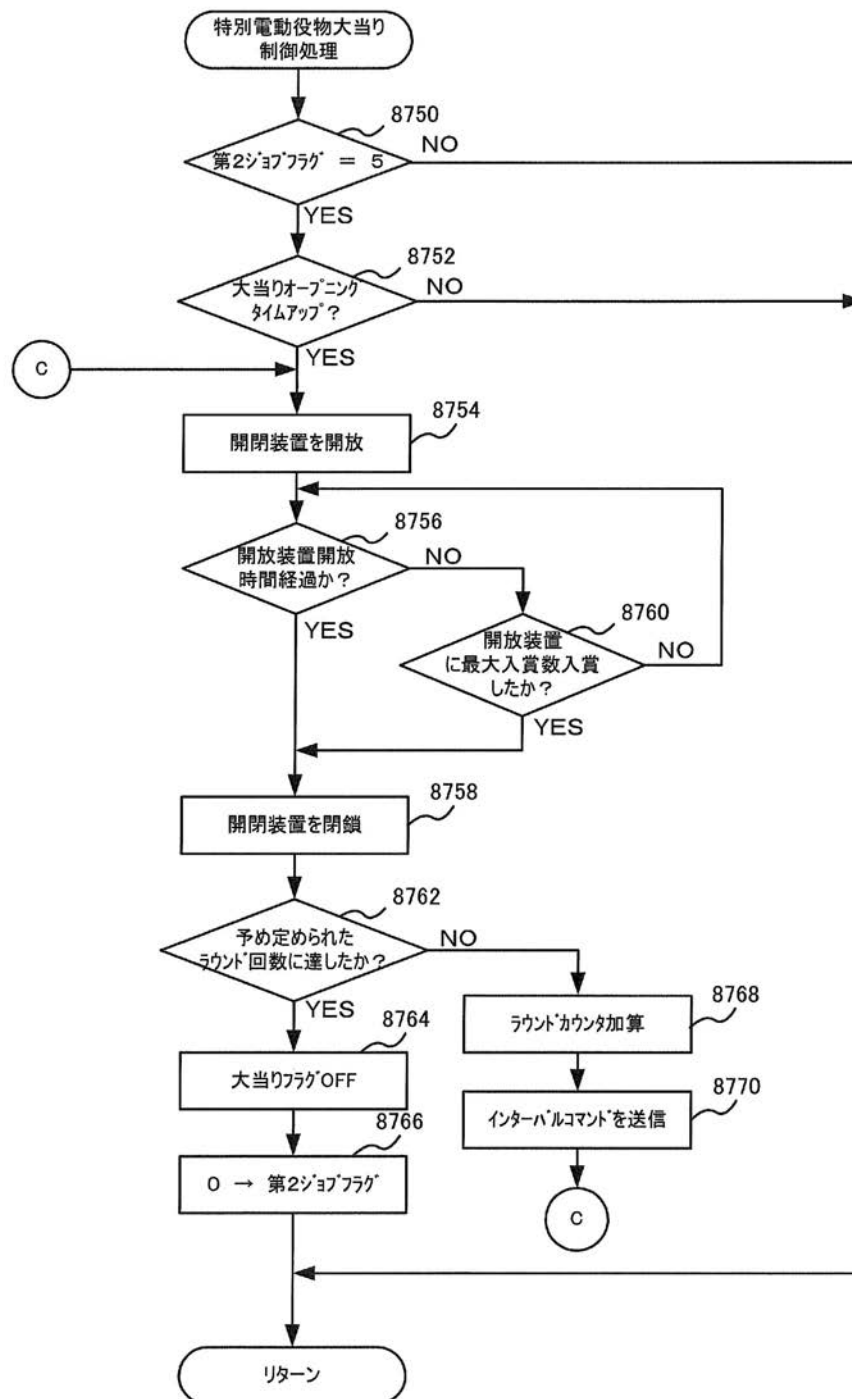 特別電動役物大当り
制御処理
8750
第2ジョブフラグ = 5
NO
YES
8752
大当りオープニング
タイムアップ?
NO
YES
C
8754
開閉装置を開放
8756
開放装置開放
時間経過か?
NO
YES
8760
開放装置
に最大入賞数入賞
したか?
NO
YES
8758
開閉装置を閉鎖
8762
予め定められた
ラウンド回数に達したか?
NO
YES
8764
大当りフラグOFF
8768
ラウンドカウンタ加算
8766
0 → 第2ジョブフラグ
8770
インターバルコマンドを送信
C
リターン